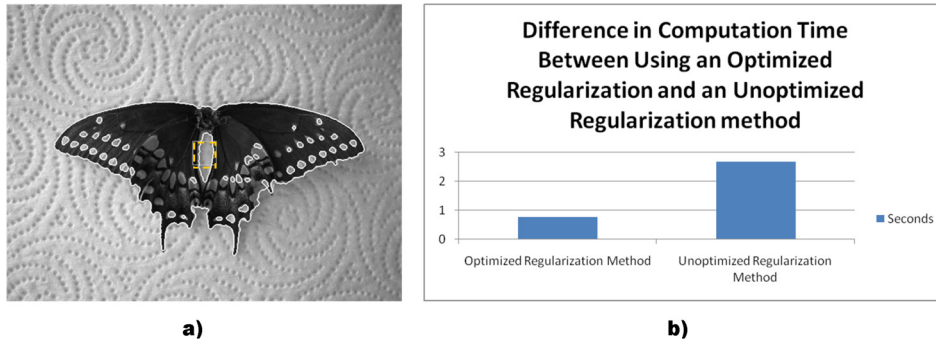 Difference in Computation Time
Between Using an Optimized
Regularization and an Unoptimized
Regularization method
3
2
1
0
Optimized Regularization Method
Unoptimized Regularization
Method
Seconds
a)
b)